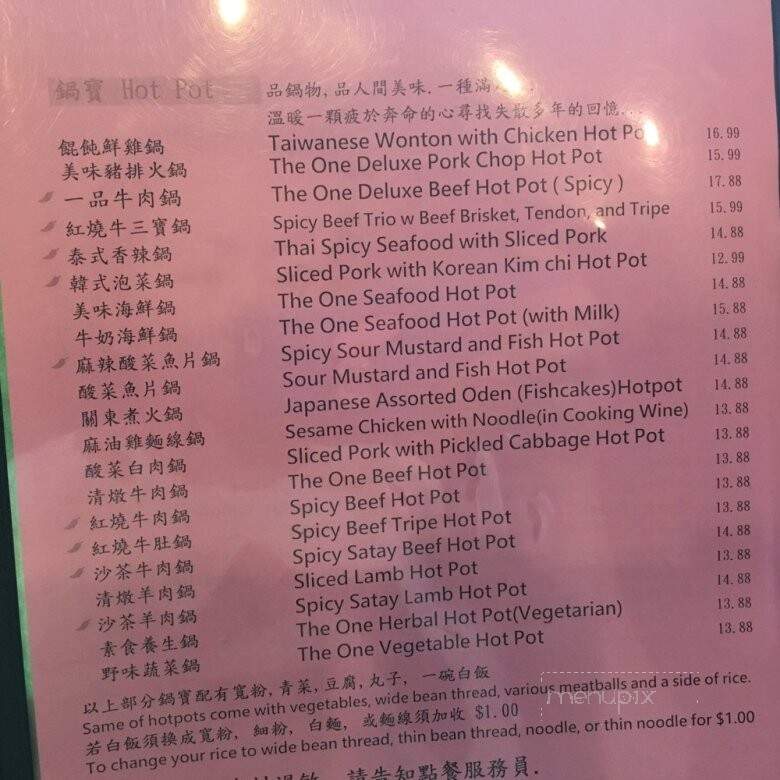 鍋寶 Hot Pot 品鍋物,品人間美味.一種滿
溫暖一顆疲於奔命的心尋找失散多年的回憶...
餛飩鮮雞鍋 Taiwanese Wonton with Chicken Hot Pot 16.99
美味豬排火鍋 The One Deluxe Pork Chop Hot Pot 15.99
一品牛肉鍋 The One Deluxe Beef Hot Pot ( Spicy ) 17.88
紅燒牛三寶鍋 Spicy Beef Trio w Beef Brisket, Tendon, and Tripe 15.99
泰式香辣鍋 Thai Spicy Seafood with Sliced Pork 14.88
韓式泡菜鍋 Sliced Pork with Korean Kim chi Hot Pot 12.99
美味海鮮鍋 The One Seafood Hot Pot 14.88
牛奶海鮮鍋 The One Seafood Hot Pot (with Milk) 15.88
麻辣酸菜魚片鍋 Spicy Sour Mustard and Fish Hot Pot 14.88
酸菜魚片鍋 Sour Mustard and Fish Hot Pot 14.88
關東煮火鍋 Japanese Assorted Oden (Fishcakes)Hotpot 14.88
麻油雞麵線鍋 Sesame Chicken with Noodle(in Cooking Wine) 13.88
酸菜白肉鍋 Sliced Pork with Pickled Cabbage Hot Pot 13.88
清燉牛肉鍋 The One Beef Hot Pot 13.88
紅燒牛肉鍋 Spicy Beef Hot Pot 13.88
紅燒牛肚鍋 Spicy Beef Tripe Hot Pot 13.88
沙茶牛肉鍋 Spicy Satay Beef Hot Pot 14.88
清燉羊肉鍋 Sliced Lamb Hot Pot 13.88
沙茶羊肉鍋 Spicy Satay Lamb Hot Pot 14.88
素食養生鍋 The One Herbal Hot Pot(Vegetarian) 13.88
野味蔬菜鍋 The One Vegetable Hot Pot 13.88
以上部分鍋寶配有寬粉,青菜,豆腐,丸子, 一碗白飯
Same of hotpots come with vegetables, wide bean thread, various meatballs and a side of rice.
若白飯須換成寬粉, 細粉, 白麵, 或麵線須加收 $1.00
To change your rice to wide bean thread, thin bean thread, noodle, or thin noodle for $1.00
請告知點餐服務員.
menupix